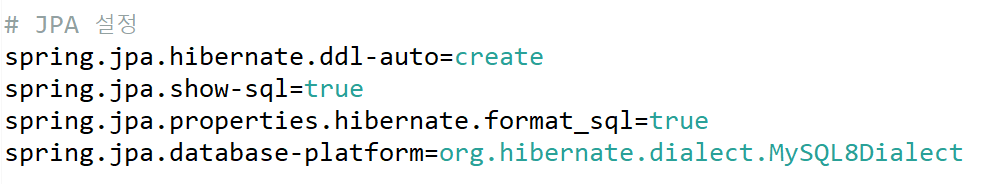 # JPA 설정
spring.jpa.hibernate.ddl-auto=create
spring.jpa.show-sql=true
spring.jpa.properties.hibernate.format_sql=true
spring.jpa.database-platform=org.hibernate.dialect.MySQL8Dialect